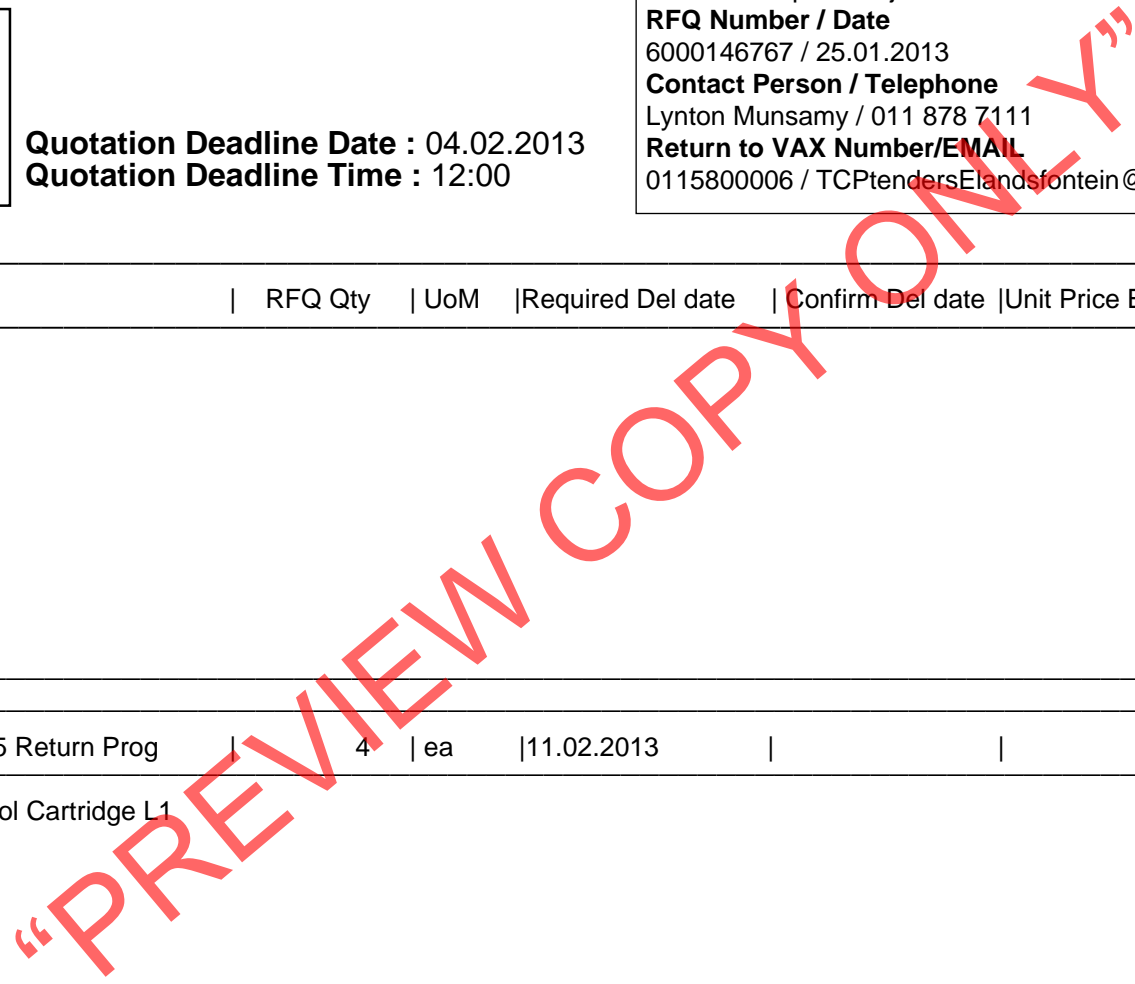 RFQ Number / Date
6000146767 / 25.01.2013
Contact Person / Telephone
Lynton Munsamy / 011 878 7111
Quotation Deadline Date : 04.02.2013
Return to VAX Number/EMAIL
Quotation Deadline Time : 12:00
0115800006 / TCPtendersElandsfontein@
| RFQ Qty | UoM |Required Del date | Confirm Del date |Unit Price E
5 Return Prog | 4 | ea |11.02.2013 | |
ol Cartridge L1
“PREVIEW COPY ONLY”